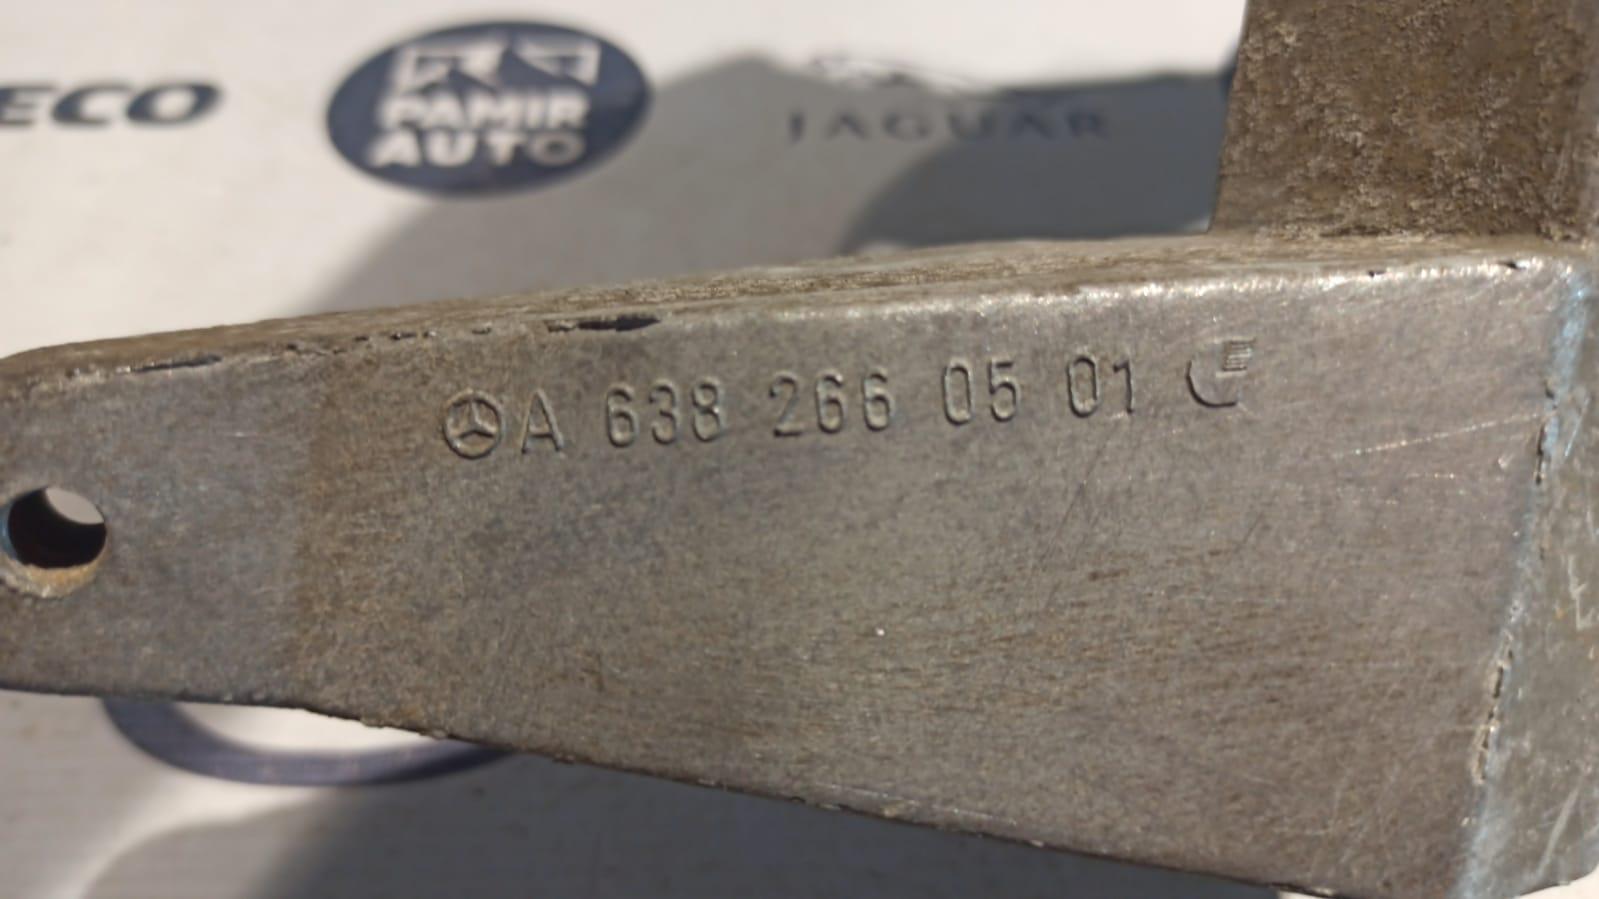 ECO
PAMIR
AUTO
JAGUAR
A 638 266 05 01